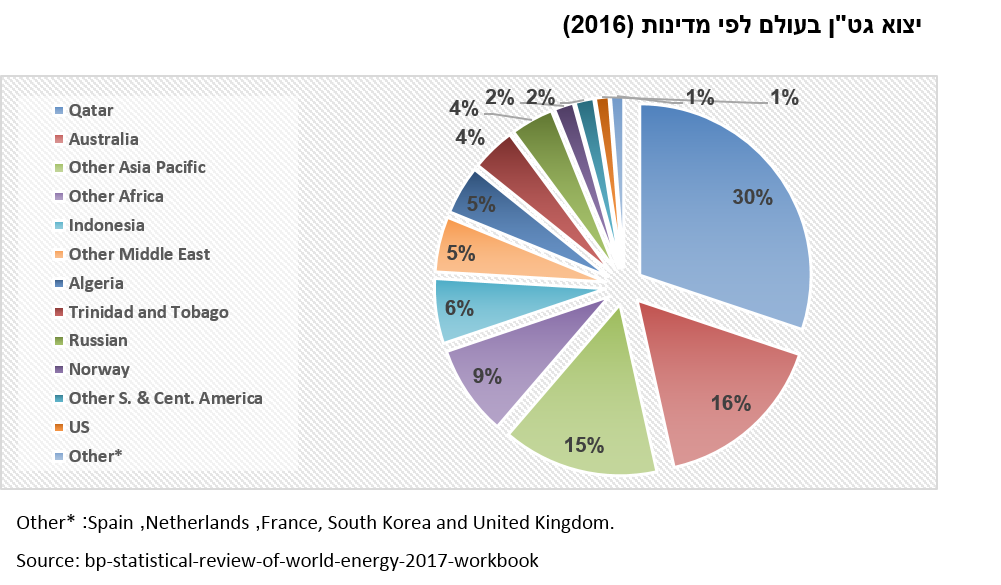 יצוא גט"ן בעולם לפי מדינות (2016)
Qatar
Australia
Other Asia Pacific
Other Africa
Indonesia
Other Middle East
Algeria
Trinidad and Tobago
Russian
Norway
Other S. & Cent. America
US
Other*
30%
16%
15%
9%
6%
5%
5%
4%
4%
2%
2%
1%
1%
Other* :Spain ,Netherlands ,France, South Korea and United Kingdom.
Source: bp-statistical-review-of-world-energy-2017-workbook